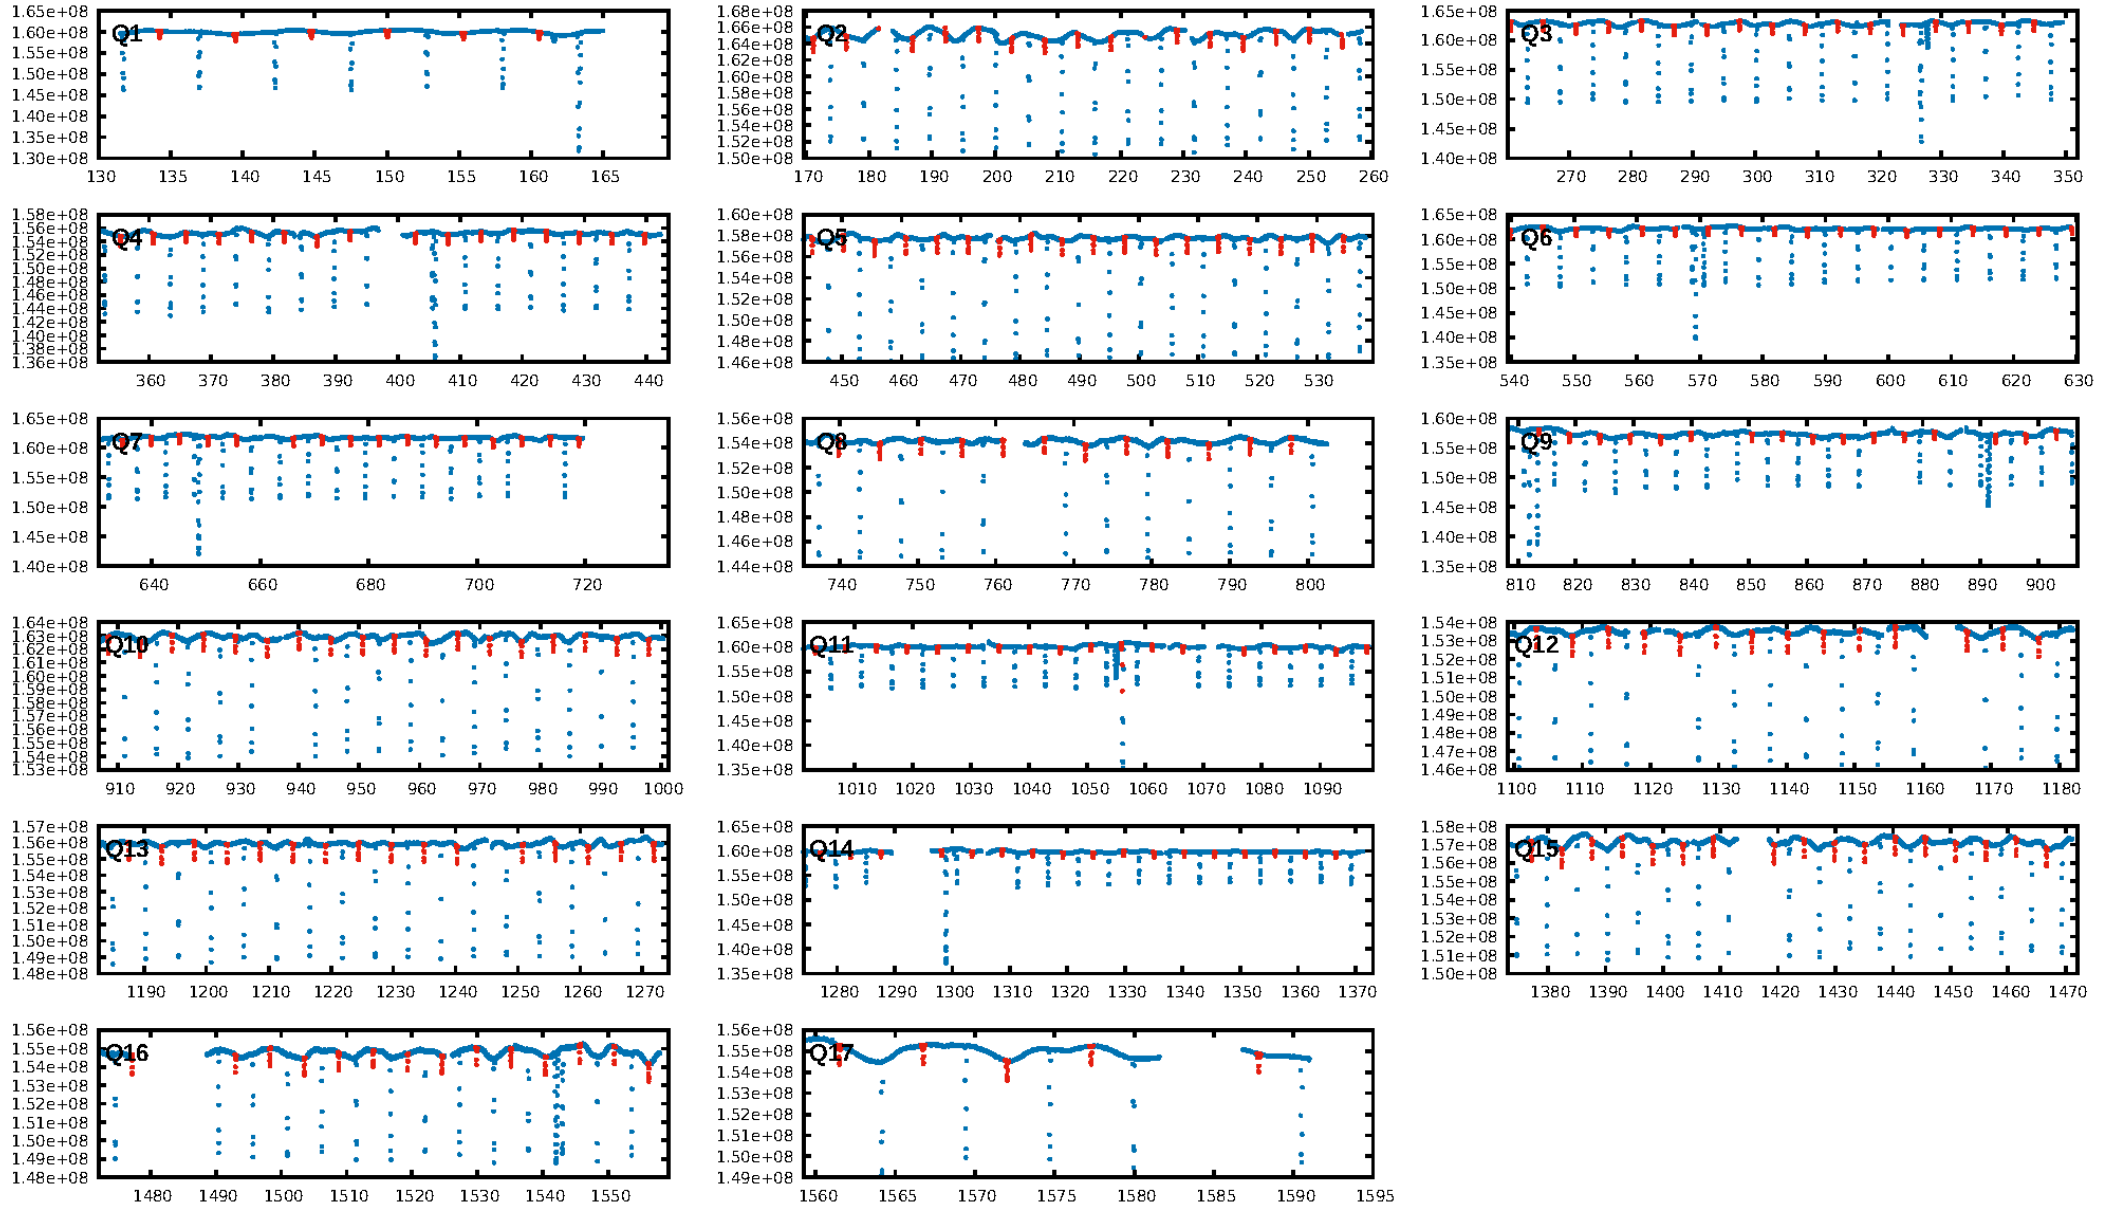 1.65e+08 1.60e+08 1.55e+08 1.50e+08 1.45e+08 1.40e+08 1.35e+08 1.30e+08
Q1
130 135 140 145 150 155 160 165
1.68e+08 1.66e+08 1.64e+08 1.62e+08 1.60e+08 1.58e+08 1.56e+08 1.54e+08 1.52e+08 1.50e+08
Q2
170 180 190 200 210 220 230 240 250 260
1.65e+08 1.60e+08 1.55e+08 1.50e+08 1.45e+08 1.40e+08
Q3
270 280 290 300 310 320 330 340 350
1.58e+08 1.56e+08 1.54e+08 1.52e+08 1.50e+08 1.48e+08 1.46e+08 1.44e+08 1.42e+08 1.40e+08 1.38e+08 1.36e+08
Q4
360 370 380 390 400 410 420 430 440
1.60e+08 1.58e+08 1.56e+08 1.54e+08 1.52e+08 1.50e+08 1.48e+08 1.46e+08
Q5
450 460 470 480 490 500 510 520 530
1.65e+08 1.60e+08 1.55e+08 1.50e+08 1.45e+08 1.40e+08 1.35e+08
Q6
540 550 560 570 580 590 600 610 620 630
1.65e+08 1.60e+08 1.55e+08 1.50e+08 1.45e+08 1.40e+08
Q7
640 660 680 700 720
1.56e+08 1.54e+08 1.52e+08 1.50e+08 1.48e+08 1.46e+08 1.44e+08
Q8
740 750 760 770 780 790 800
1.60e+08 1.55e+08 1.50e+08 1.45e+08 1.40e+08 1.35e+08
Q9
810 820 830 840 850 860 870 880 890 900
1.64e+08 1.63e+08 1.62e+08 1.61e+08 1.60e+08 1.59e+08 1.58e+08 1.57e+08 1.56e+08 1.55e+08 1.54e+08 1.53e+08
Q10
910 920 930 940 950 960 970 980 990 1000
1.65e+08 1.60e+08 1.55e+08 1.50e+08 1.45e+08 1.40e+08 1.35e+08
Q11
1010 1020 1030 1040 1050 1060 1070 1080 1090
1.54e+08 1.53e+08 1.52e+08 1.51e+08 1.50e+08 1.49e+08 1.48e+08 1.47e+08 1.46e+08
Q12
1100 1110 1120 1130 1140 1150 1160 1170 1180
1.57e+08 1.56e+08 1.55e+08 1.54e+08 1.53e+08 1.52e+08 1.51e+08 1.50e+08 1.49e+08 1.48e+08
Q13
1190 1200 1210 1220 1230 1240 1250 1260 1270
1.65e+08 1.60e+08 1.55e+08 1.50e+08 1.45e+08 1.40e+08 1.35e+08
Q14
1280 1290 1300 1310 1320 1330 1340 1350 1360 1370
1.58e+08 1.57e+08 1.56e+08 1.55e+08 1.54e+08 1.53e+08 1.52e+08 1.51e+08 1.50e+08
Q15
1380 1390 1400 1410 1420 1430 1440 1450 1460 1470
1.56e+08 1.55e+08 1.54e+08 1.53e+08 1.52e+08 1.51e+08 1.50e+08 1.49e+08 1.48e+08
Q16
1480 1490 1500 1510 1520 1530 1540 1550
1.56e+08 1.55e+08 1.54e+08 1.53e+08 1.52e+08 1.51e+08 1.50e+08 1.49e+08
Q17
1560 1565 1570 1575 1580 1585 1590 1595